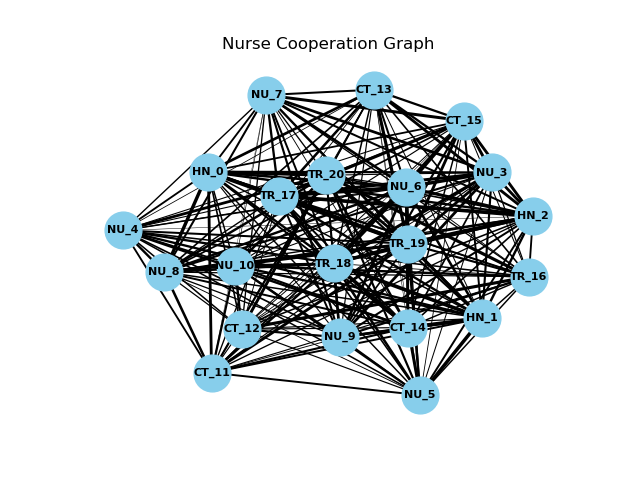 Nurse Cooperation Graph
CT_13
NU_7
CT_15
HN_0
NU_3
TR_20
NU_6
TR_17
HN_2
NU_4
TR_19
TR_18
NU_10
NU_8
TR_16
HN_1
CT_14
CT_12
NU_9
CT_11
NU_5